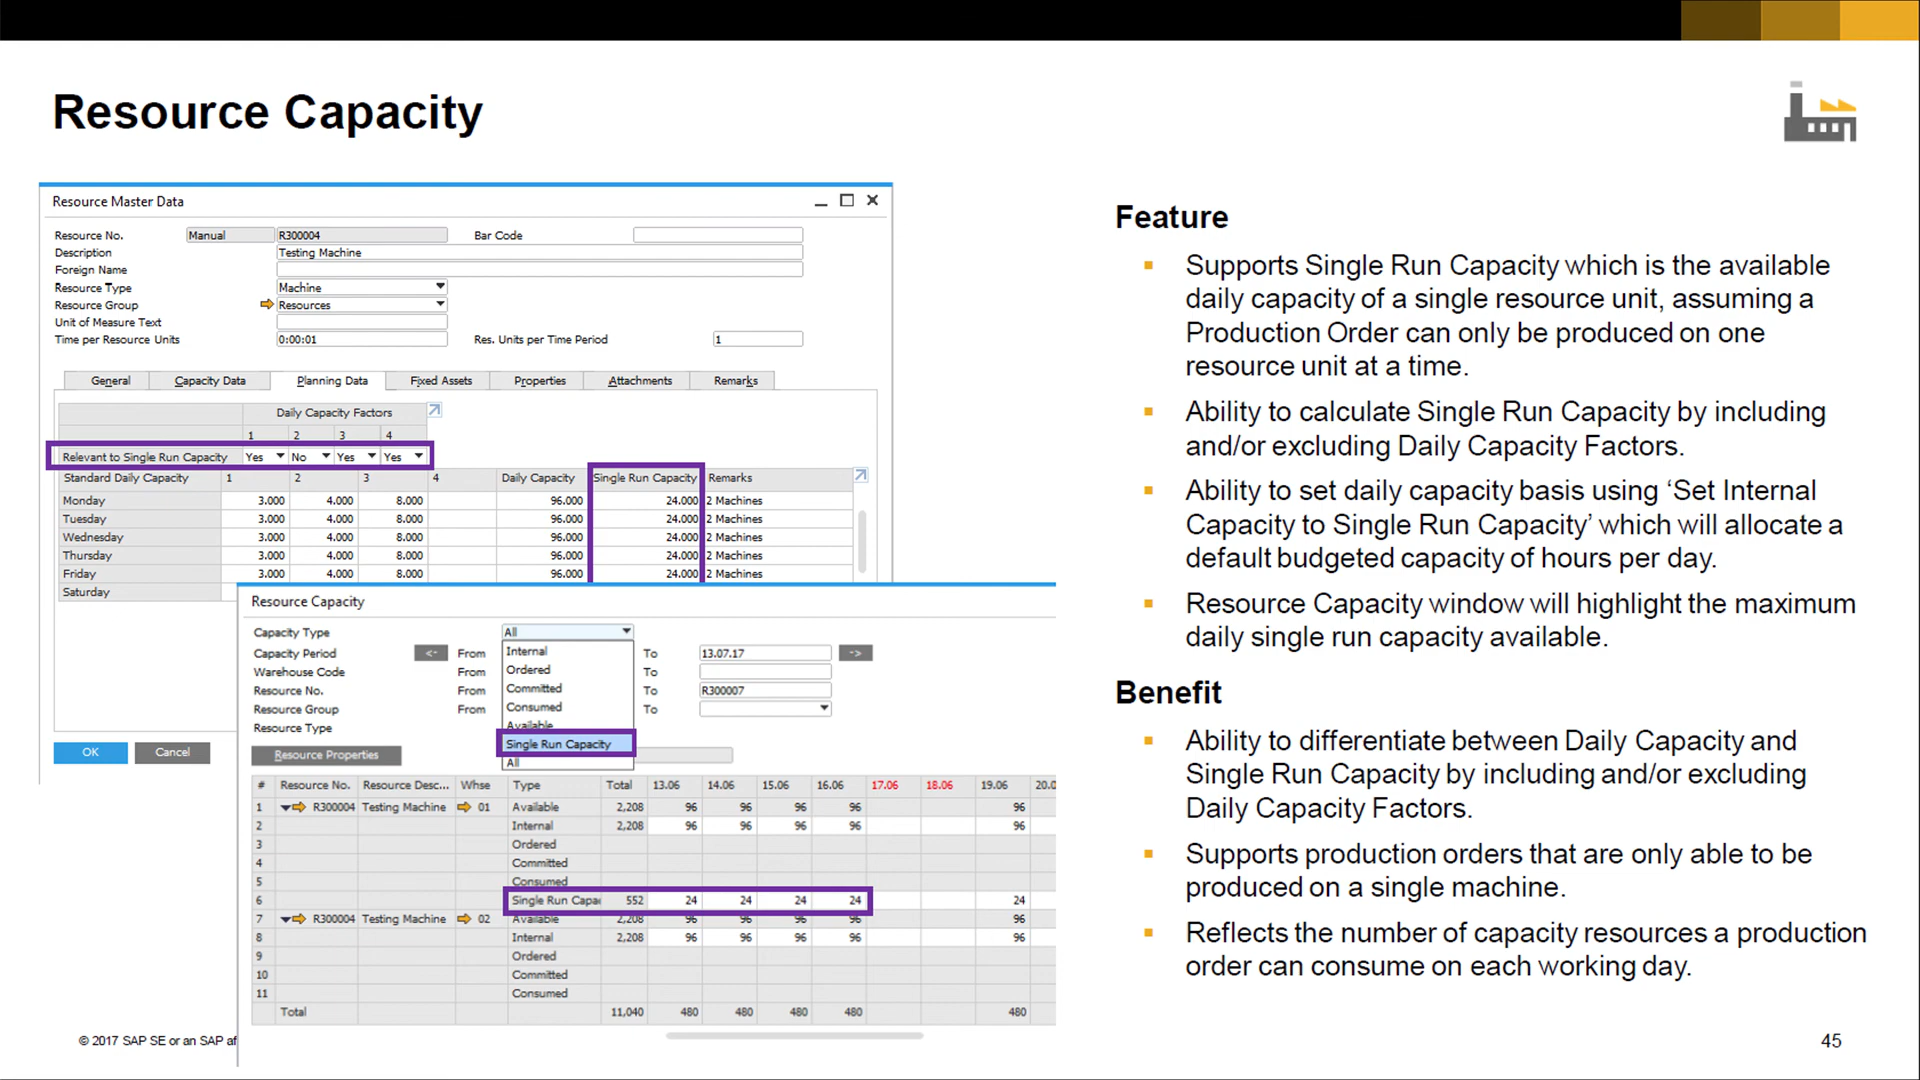 Resource Capacity
Resource Master Data
Resource No. Manual R300004 Bar Code
Description Testing Machine
Foreign Name
Resource Type Machine
Resource Group Resources
Unit of Measure Text
Time per Resource Units 0:00:01 Res. Units per Time Period 1
General Capacity Data Planning Data Fixed Assets Properties Attachments Remarks
Daily Capacity Factors
1 2 3 4
Relevant to Single Run Capacity Yes No Yes Yes
Standard Daily Capacity 1 2 3 4 Daily Capacity Single Run Capacity Remarks
Monday 3.000 4.000 8.000 96.000 24.000 2 Machines
Tuesday 3.000 4.000 8.000 96.000 24.000 2 Machines
Wednesday 3.000 4.000 8.000 96.000 24.000 2 Machines
Thursday 3.000 4.000 8.000 96.000 24.000 2 Machines
Friday 3.000 4.000 8.000 96.000 24.000 2 Machines
Saturday
OK Cancel
Resource Capacity
Capacity Type All
Capacity Period <- From To 13.07.17 ->
Warehouse Code From To
Resource No. From To R300007
Resource Group From To
Resource Type
Internal
Ordered
Committed
Consumed
Available
Single Run Capacity
All
Resource Properties
# Resource No. Resource Desc... Whse Type Total 13.06 14.06 15.06 16.06 17.06 18.06 19.06 20.0
1 R300004 Testing Machine 01 Available 2,208 96 96 96 96 96
2 Internal 2,208 96 96 96 96 96
3 Ordered
4 Committed
5 Consumed
6 Single Run Capa 552 24 24 24 24 24
7 R300004 Testing Machine 02 Available 2,208 96 96 96 96 96
8 Internal 2,208 96 96 96 96 96
9 Ordered
10 Committed
11 Consumed
Total 11,040 480 480 480 480 480
Feature
Supports Single Run Capacity which is the available
daily capacity of a single resource unit, assuming a
Production Order can only be produced on one
resource unit at a time.
Ability to calculate Single Run Capacity by including
and/or excluding Daily Capacity Factors.
Ability to set daily capacity basis using ‘Set Internal
Capacity to Single Run Capacity’ which will allocate a
default budgeted capacity of hours per day.
Resource Capacity window will highlight the maximum
daily single run capacity available.
Benefit
Ability to differentiate between Daily Capacity and
Single Run Capacity by including and/or excluding
Daily Capacity Factors.
Supports production orders that are only able to be
produced on a single machine.
Reflects the number of capacity resources a production
order can consume on each working day.
© 2017 SAP SE or an SAP af
45